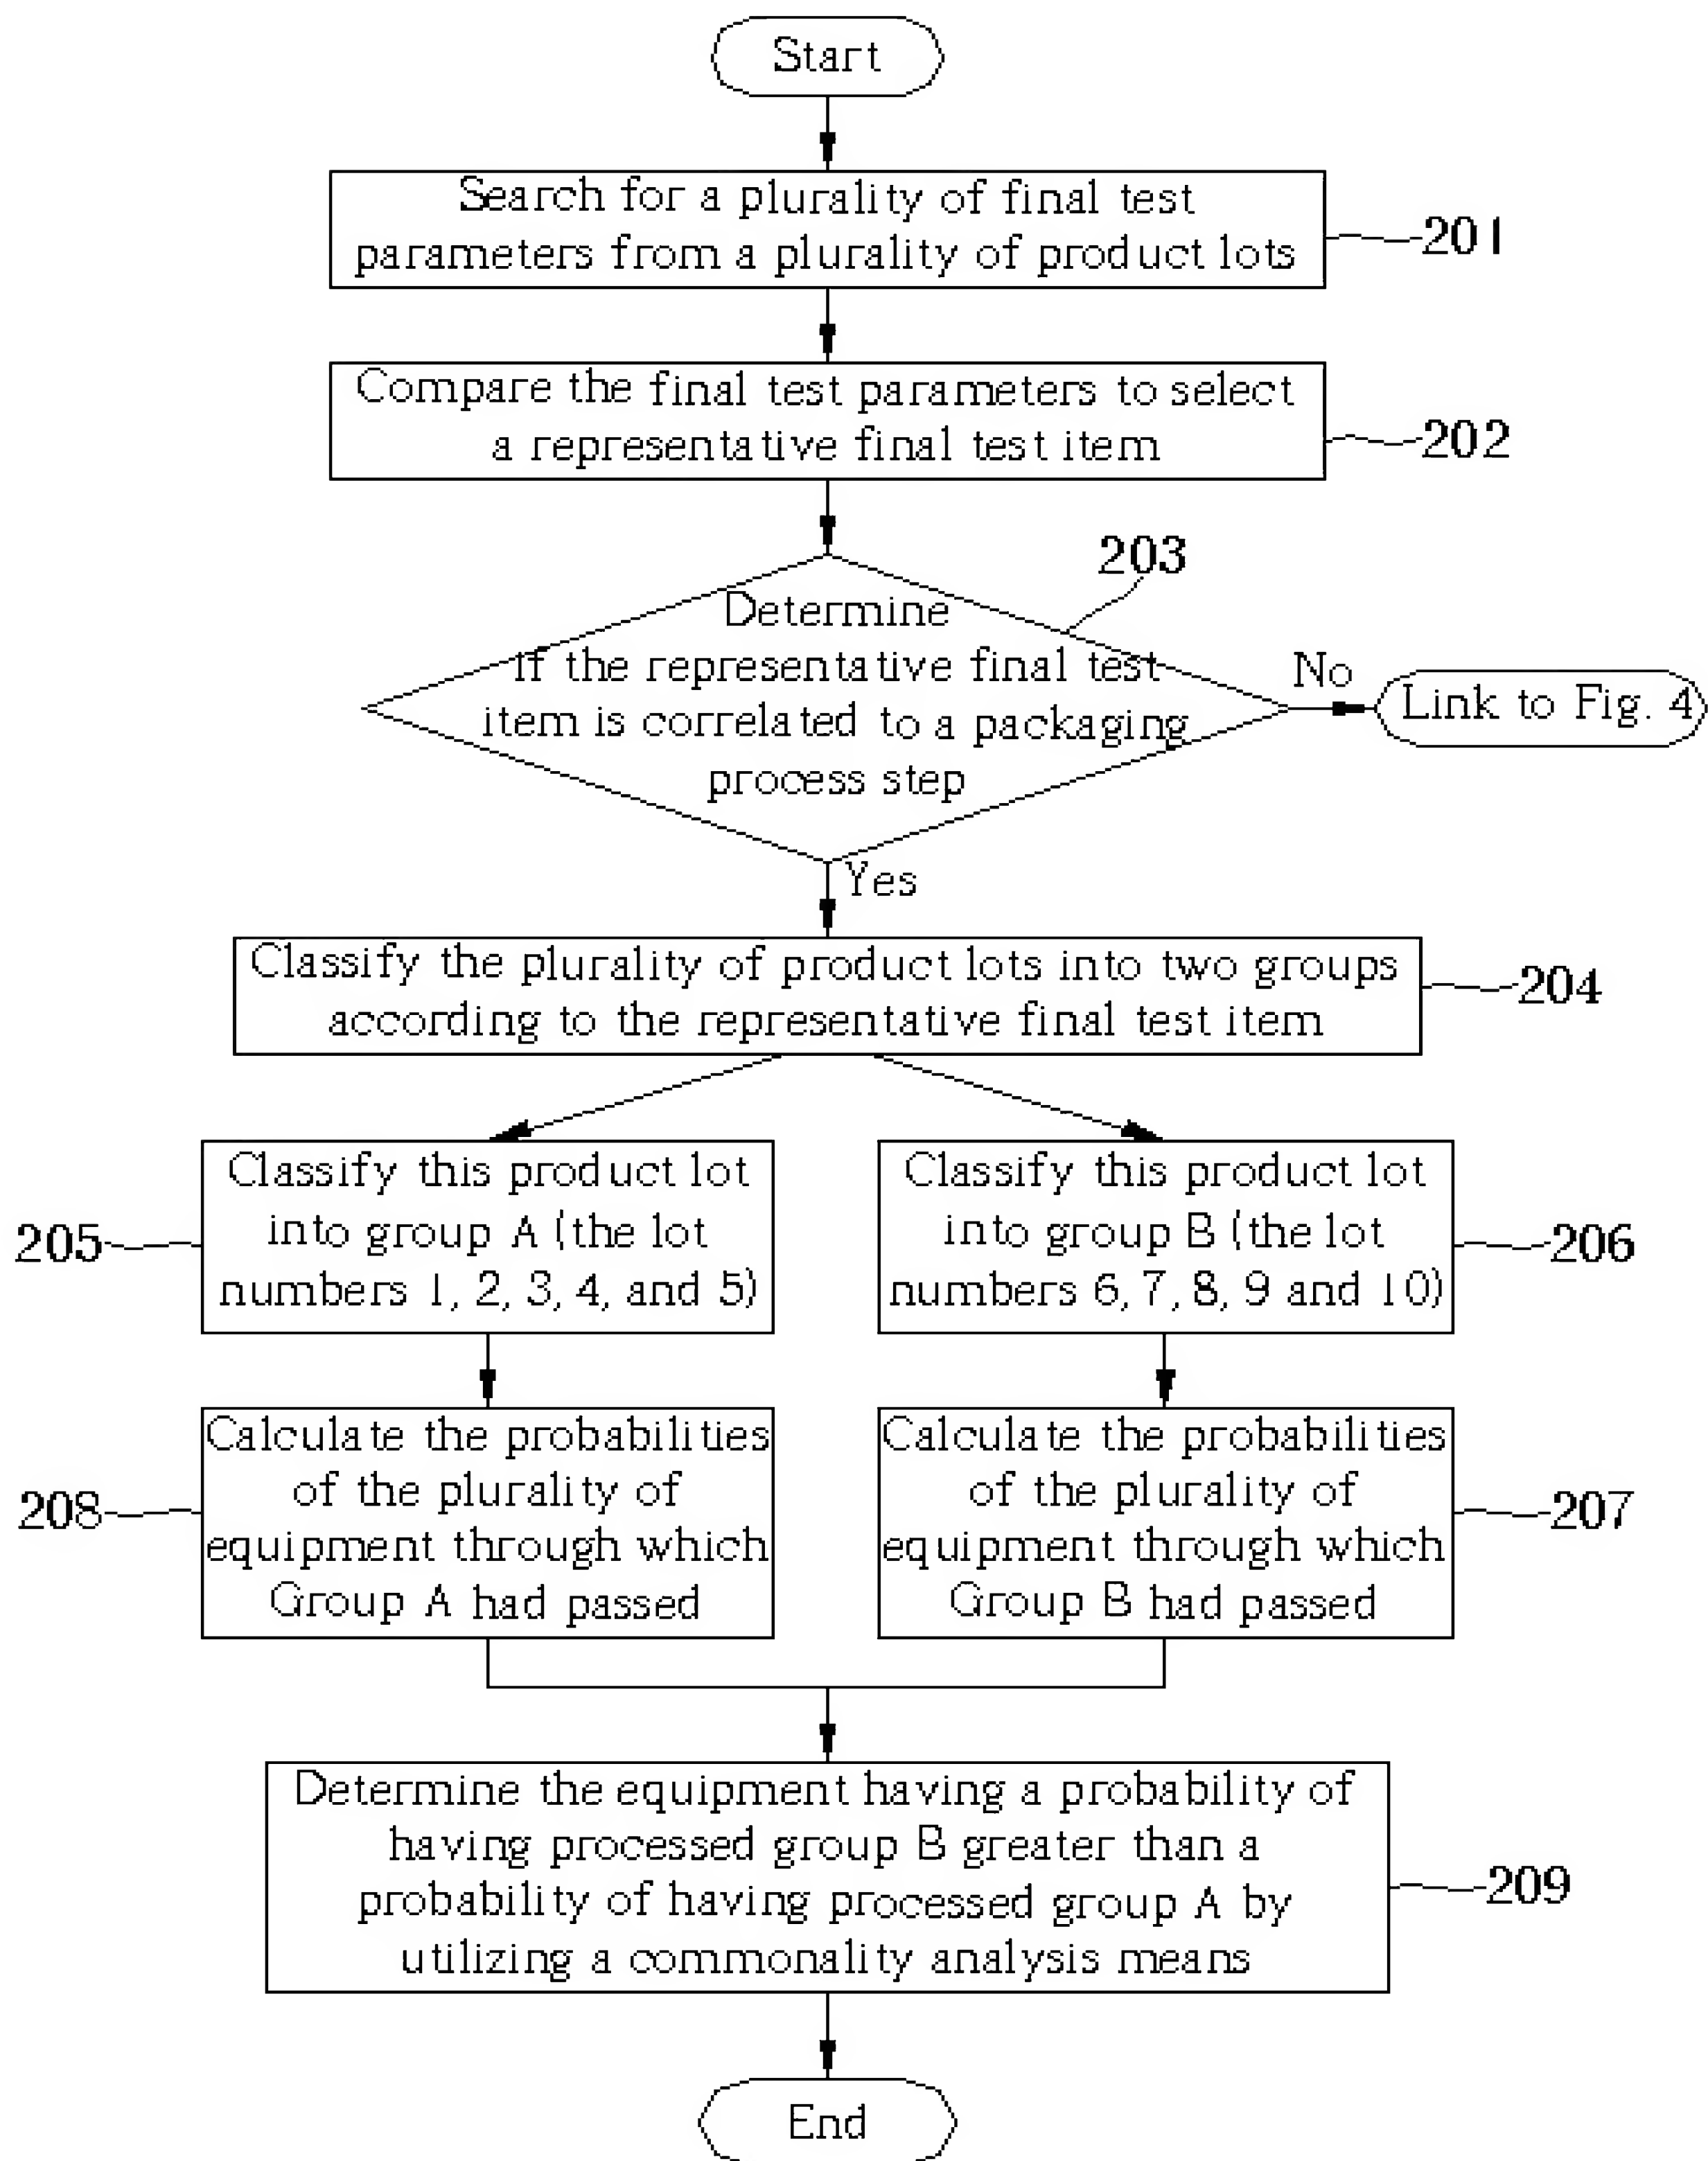 Start
Search for a plurality of final test
parameters from a plurality of product lots
201
Compare the final test parameters to select
a representative final test item
202
203
Determine
If the representative final test
item is correlated to a packaging
process step
No
Link to Fig. 4
Yes
Classify the plurality of product lots into two groups
according to the representative final test item
204
Classify this product lot
into group A (the lot
numbers 1, 2, 3, 4, and 5)
205
Classify this product lot
into group B (the lot
numbers 6, 7, 8, 9 and 10)
206
Calculate the probabilities
of the plurality of
equipment through which
Group A had passed
208
Calculate the probabilities
of the plurality of
equipment through which
Group B had passed
207
Determine the equipment having a probability of
having processed group B greater than a
probability of having processed group A by
utilizing a commonality analysis means
209
End